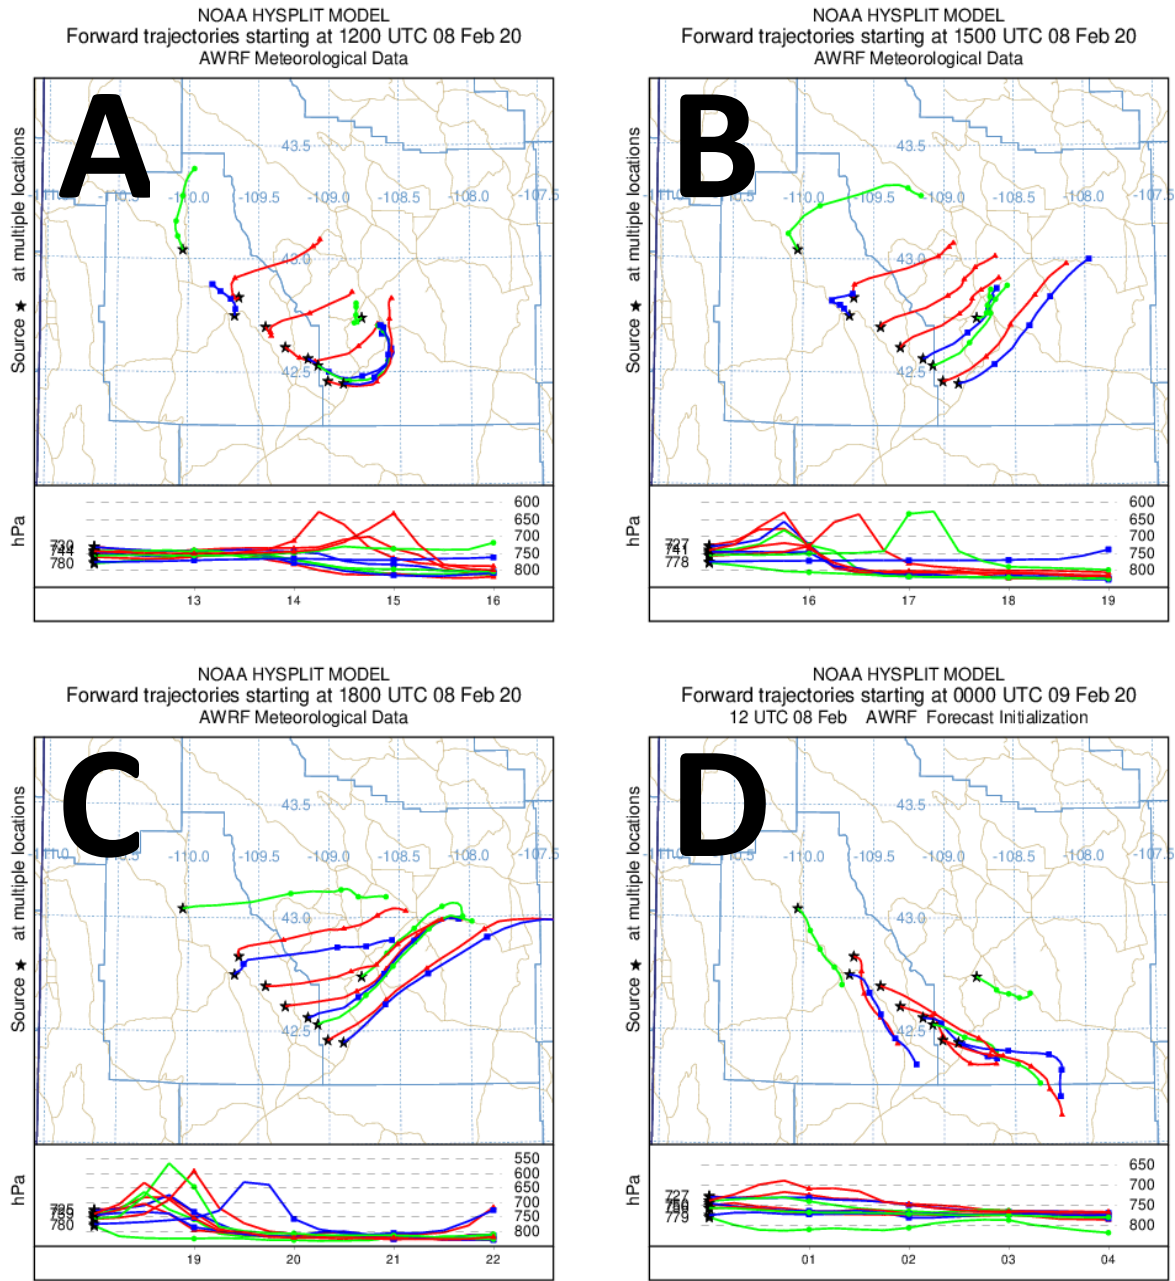 NOAA HYSPLIT MODEL
Forward trajectories starting at 1200 UTC 08 Feb 20
AWRF Meteorological Data
A
Source ★ at multiple locations
43.5
-110.0 -109.5 -109.0 -108.5 -108.0 -107.5
43.0
42.5
hPa
600
650
700
750
800
744
780
13 14 15 16
NOAA HYSPLIT MODEL
Forward trajectories starting at 1500 UTC 08 Feb 20
AWRF Meteorological Data
B
Source ★ at multiple locations
43.5
-110.0 -109.5 -109.0 -108.5 -108.0 -107.5
43.0
42.5
hPa
600
650
700
750
800
727
741
778
16 17 18 19
NOAA HYSPLIT MODEL
Forward trajectories starting at 1800 UTC 08 Feb 20
AWRF Meteorological Data
C
Source ★ at multiple locations
43.5
-110.0 -109.5 -109.0 -108.5 -108.0 -107.5
43.0
42.5
hPa
550
600
650
700
750
800
780
19 20 21 22
NOAA HYSPLIT MODEL
Forward trajectories starting at 0000 UTC 09 Feb 20
12 UTC 08 Feb AWRF Forecast Initialization
D
Source ★ at multiple locations
43.5
-110.0 -109.5 -109.0 -108.5 -108.0 -107.5
43.0
42.5
hPa
650
700
750
800
727
779
01 02 03 04